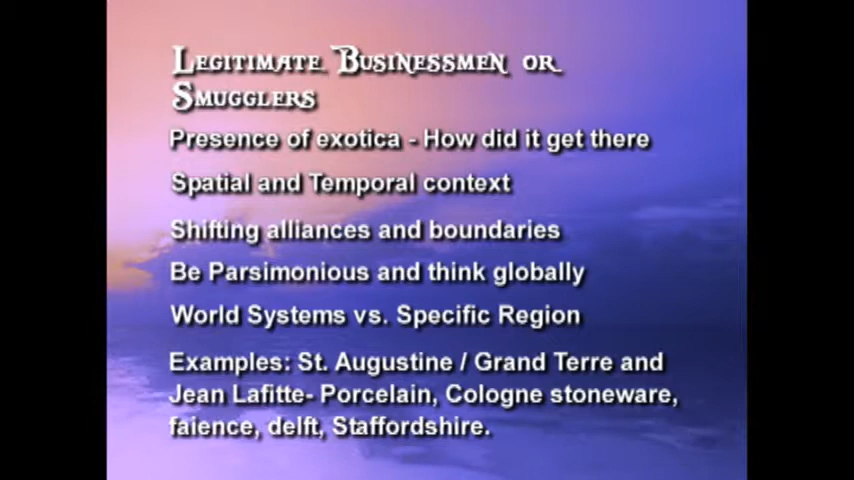 Legitimate Businessmen or
Smugglers
Presence of exotica - How did it get there
Spatial and Temporal context
Shifting alliances and boundaries
Be Parsimonious and think globally
World Systems vs. Specific Region
Examples: St. Augustine / Grand Terre and
Jean Lafitte- Porcelain, Cologne stoneware,
faience, delft, Staffordshire.